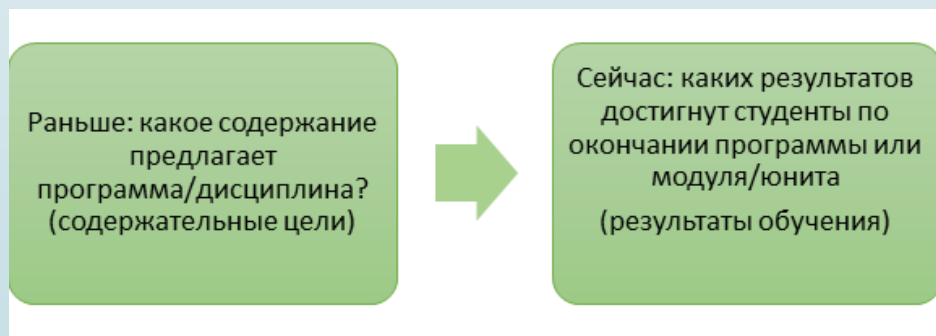 Раньше: какое содержание
предлагает
программа/дисциплина?
(содержательные цели)
Сейчас: каких результатов
достигнут студенты по
окончании программы или
модуля/юнита
(результаты обучения)